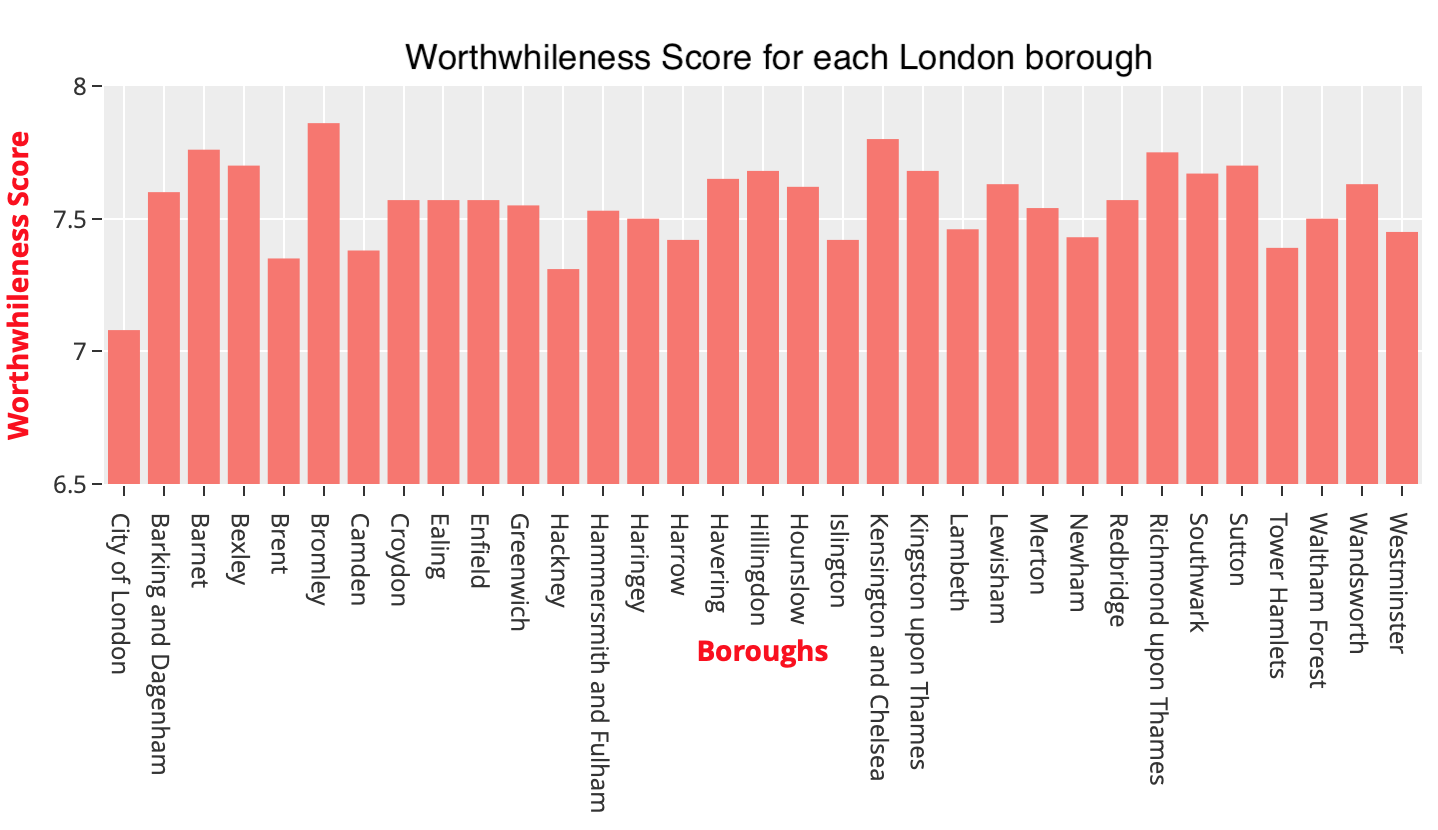 Worthwhileness Score for each London borough
Worthwhileness Score
8
7.5
7
6.5
City of London
Barking and Dagenham
Barnet
Bexley
Brent
Bromley
Camden
Croydon
Ealing
Enfield
Greenwich
Hackney
Hammersmith and Fulham
Haringey
Harrow
Havering
Hillingdon
Hounslow
Islington
Kensington and Chelsea
Kingston upon Thames
Lambeth
Lewisham
Merton
Newham
Redbridge
Richmond upon Thames
Southwark
Sutton
Tower Hamlets
Waltham Forest
Wandsworth
Westminster
Boroughs